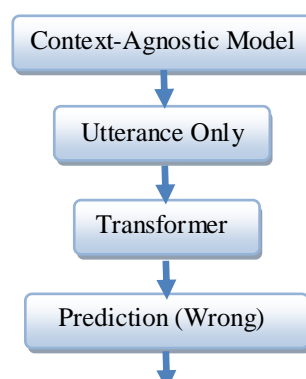 Context-Agnostic Model
Utterance Only
Transformer
Prediction (Wrong)